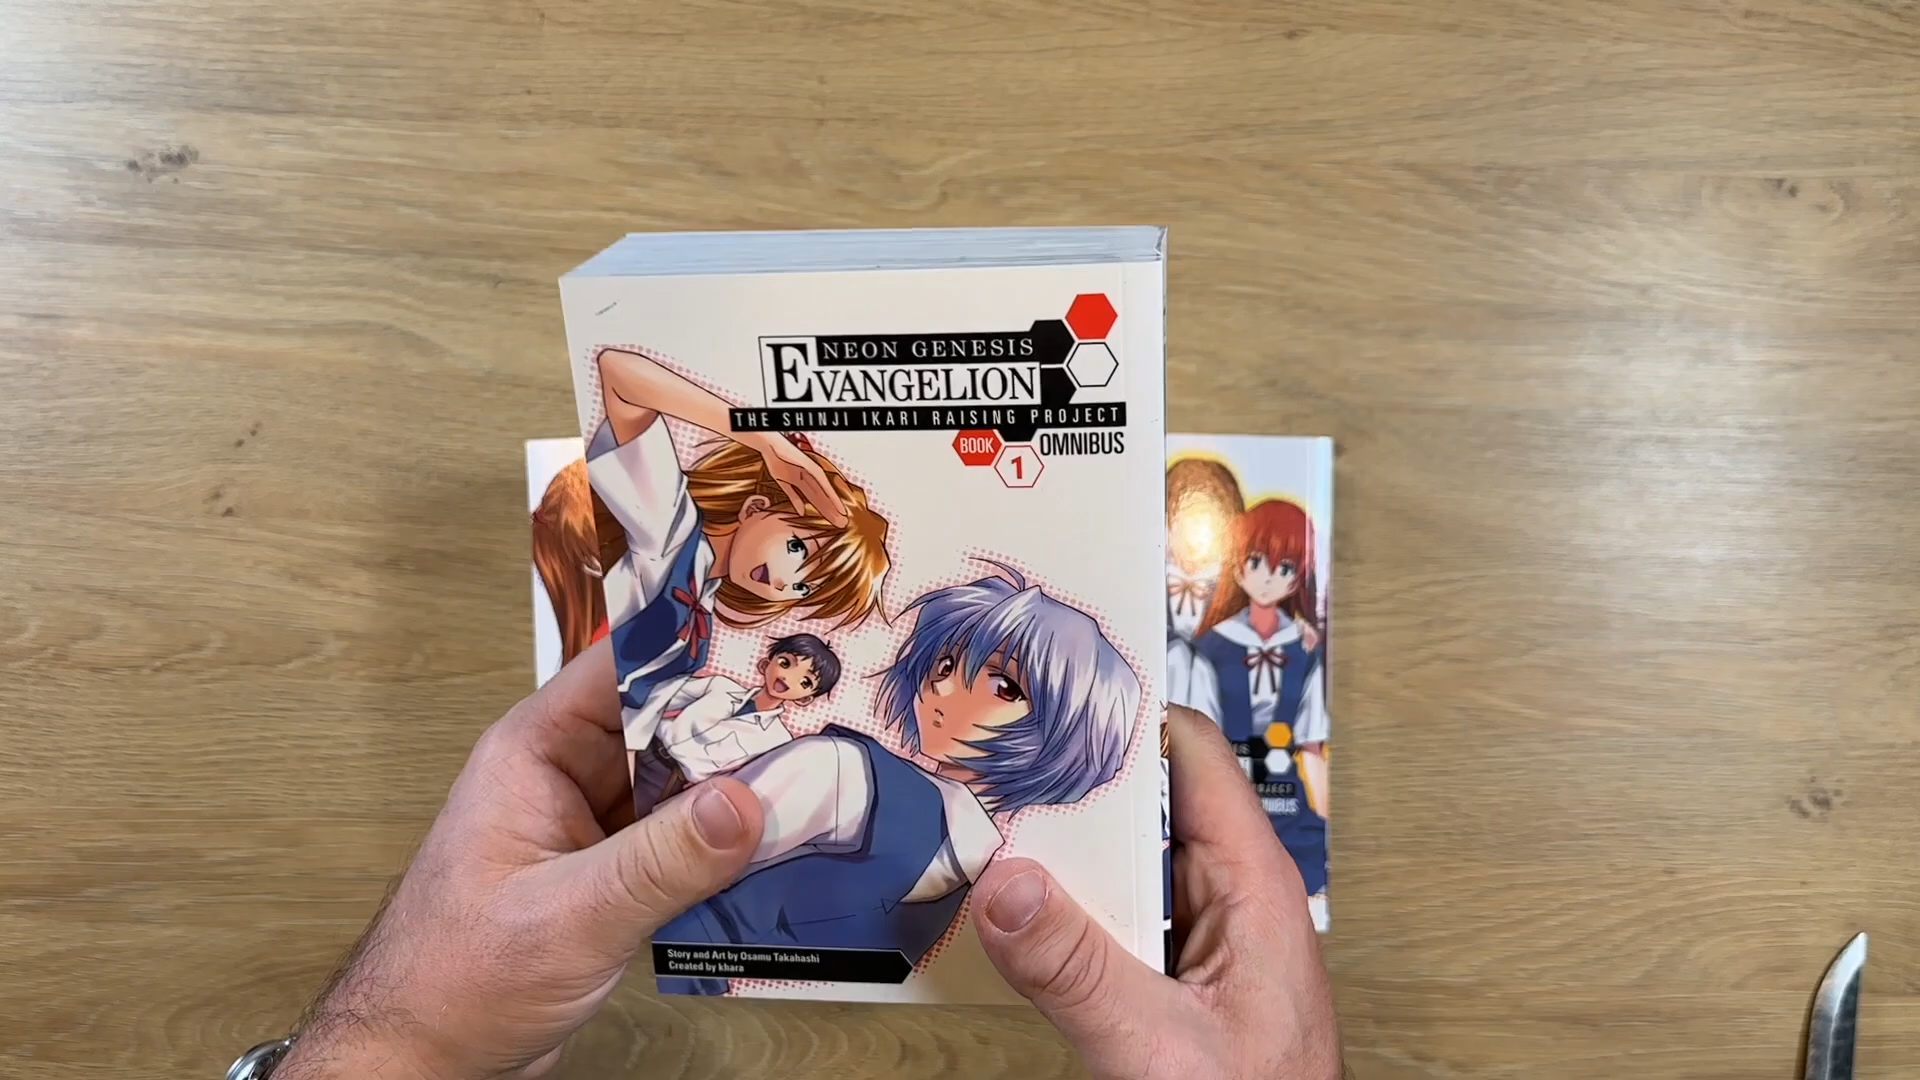 NEON GENESIS
EVANGELION
THE SHINJI IKARI RAISING PROJECT
BOOK 1 OMNIBUS
Story and Art by Osamu Takahashi
Created by khara